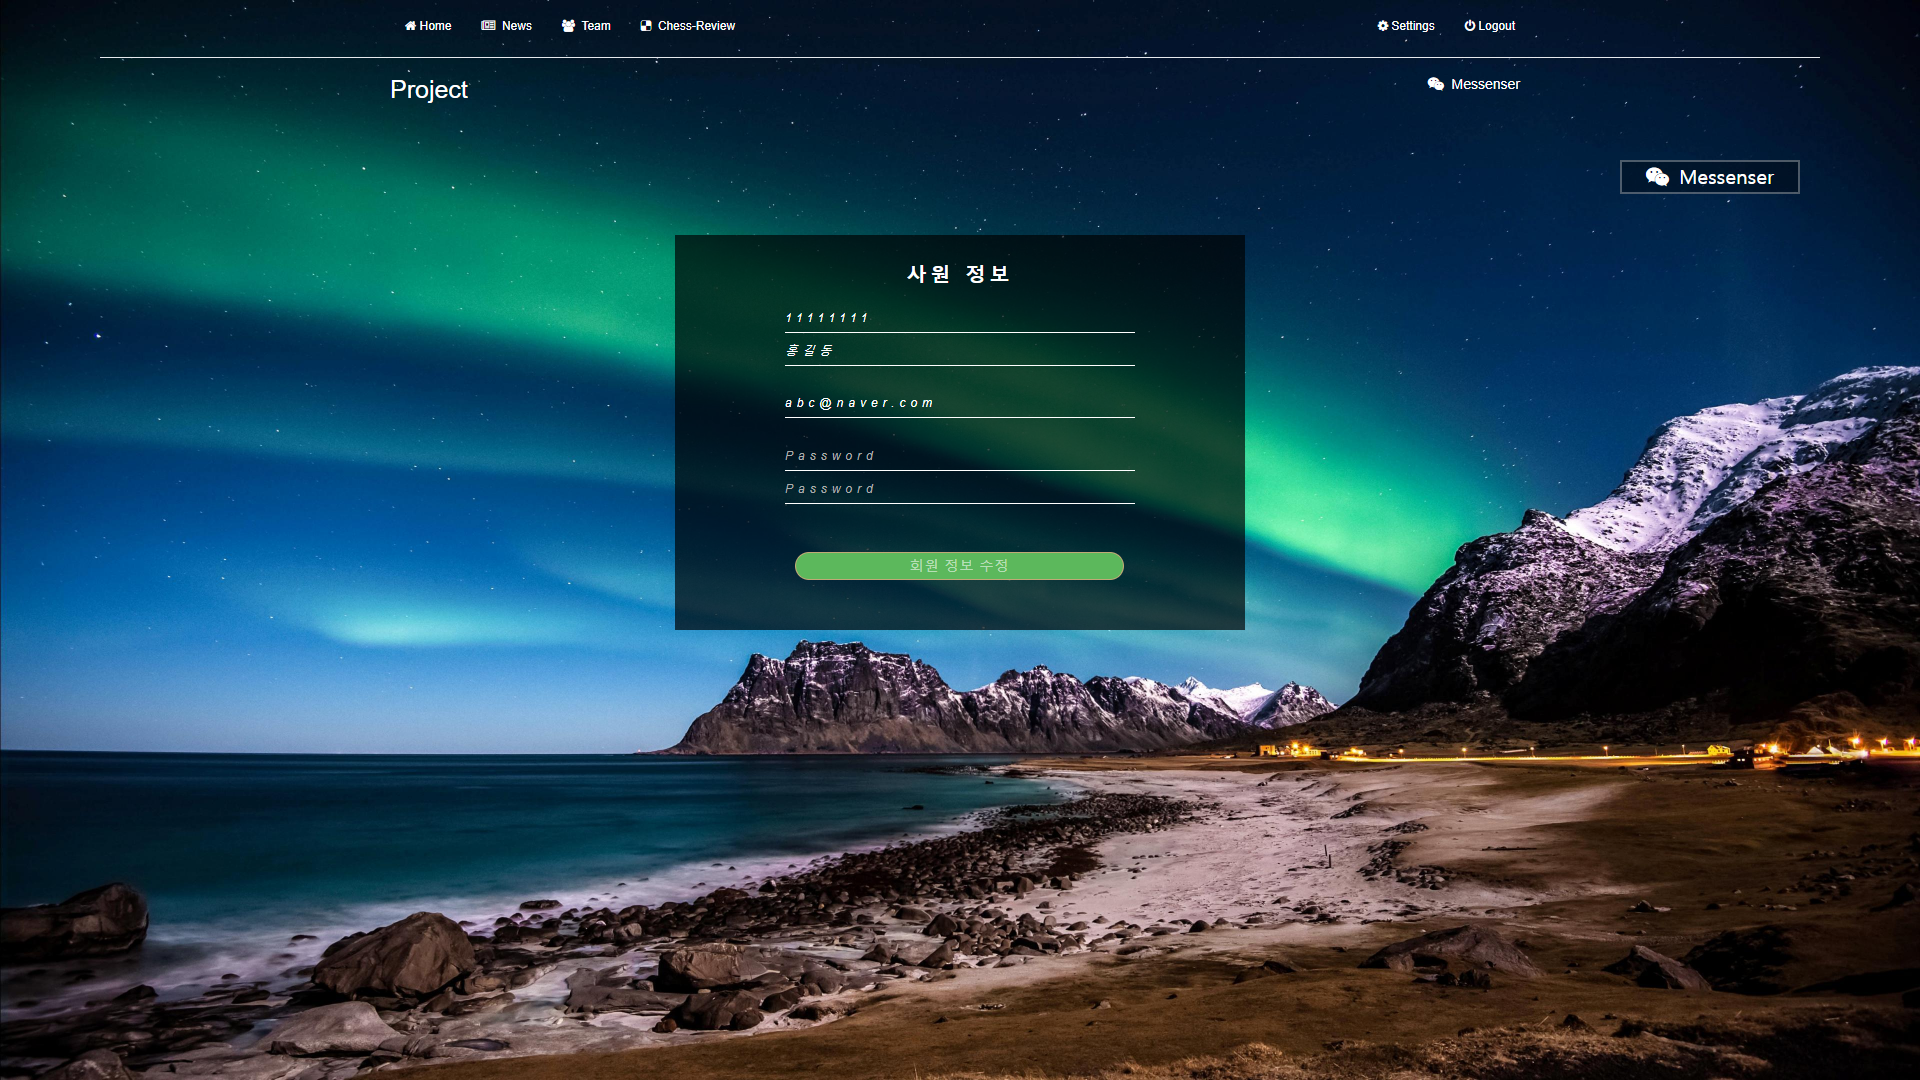 Home News Team Chess-Review Settings Logout
Project Messenser
Messenser
사원 정보
11111111
홍길동
abc@naver.com
Password
Password
회원 정보 수정